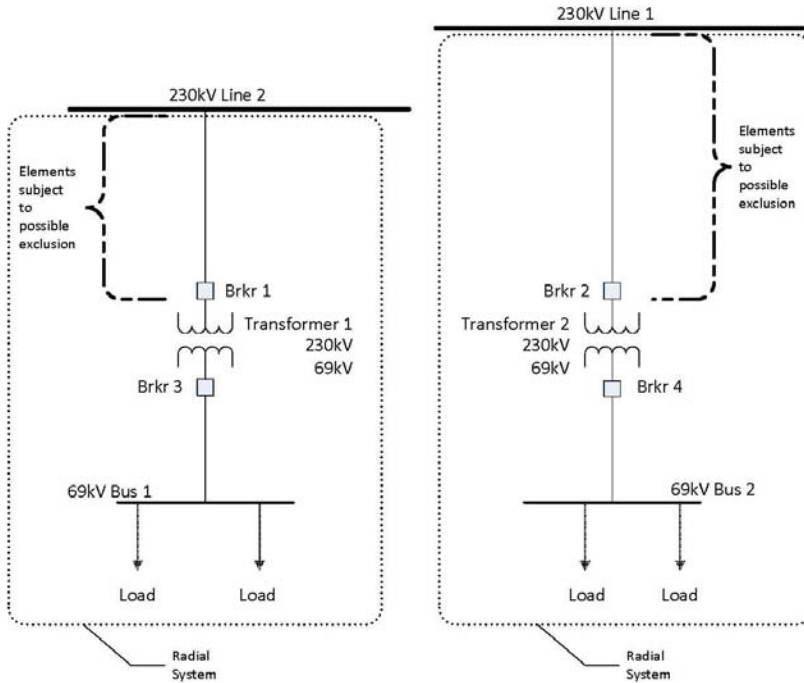 230kV Line 1
230kV Line 2
Elements
subject
to
possible
exclusion
Elements
subject
to
possible
exclusion
Brkr 1
Transformer 1
230kV
69kV
Brkr 3
69kV Bus 1
Load
Load
Radial
System
Brkr 2
Transformer 2
230kV
69kV
Brkr 4
69kV Bus 2
Load
Load
Radial
System